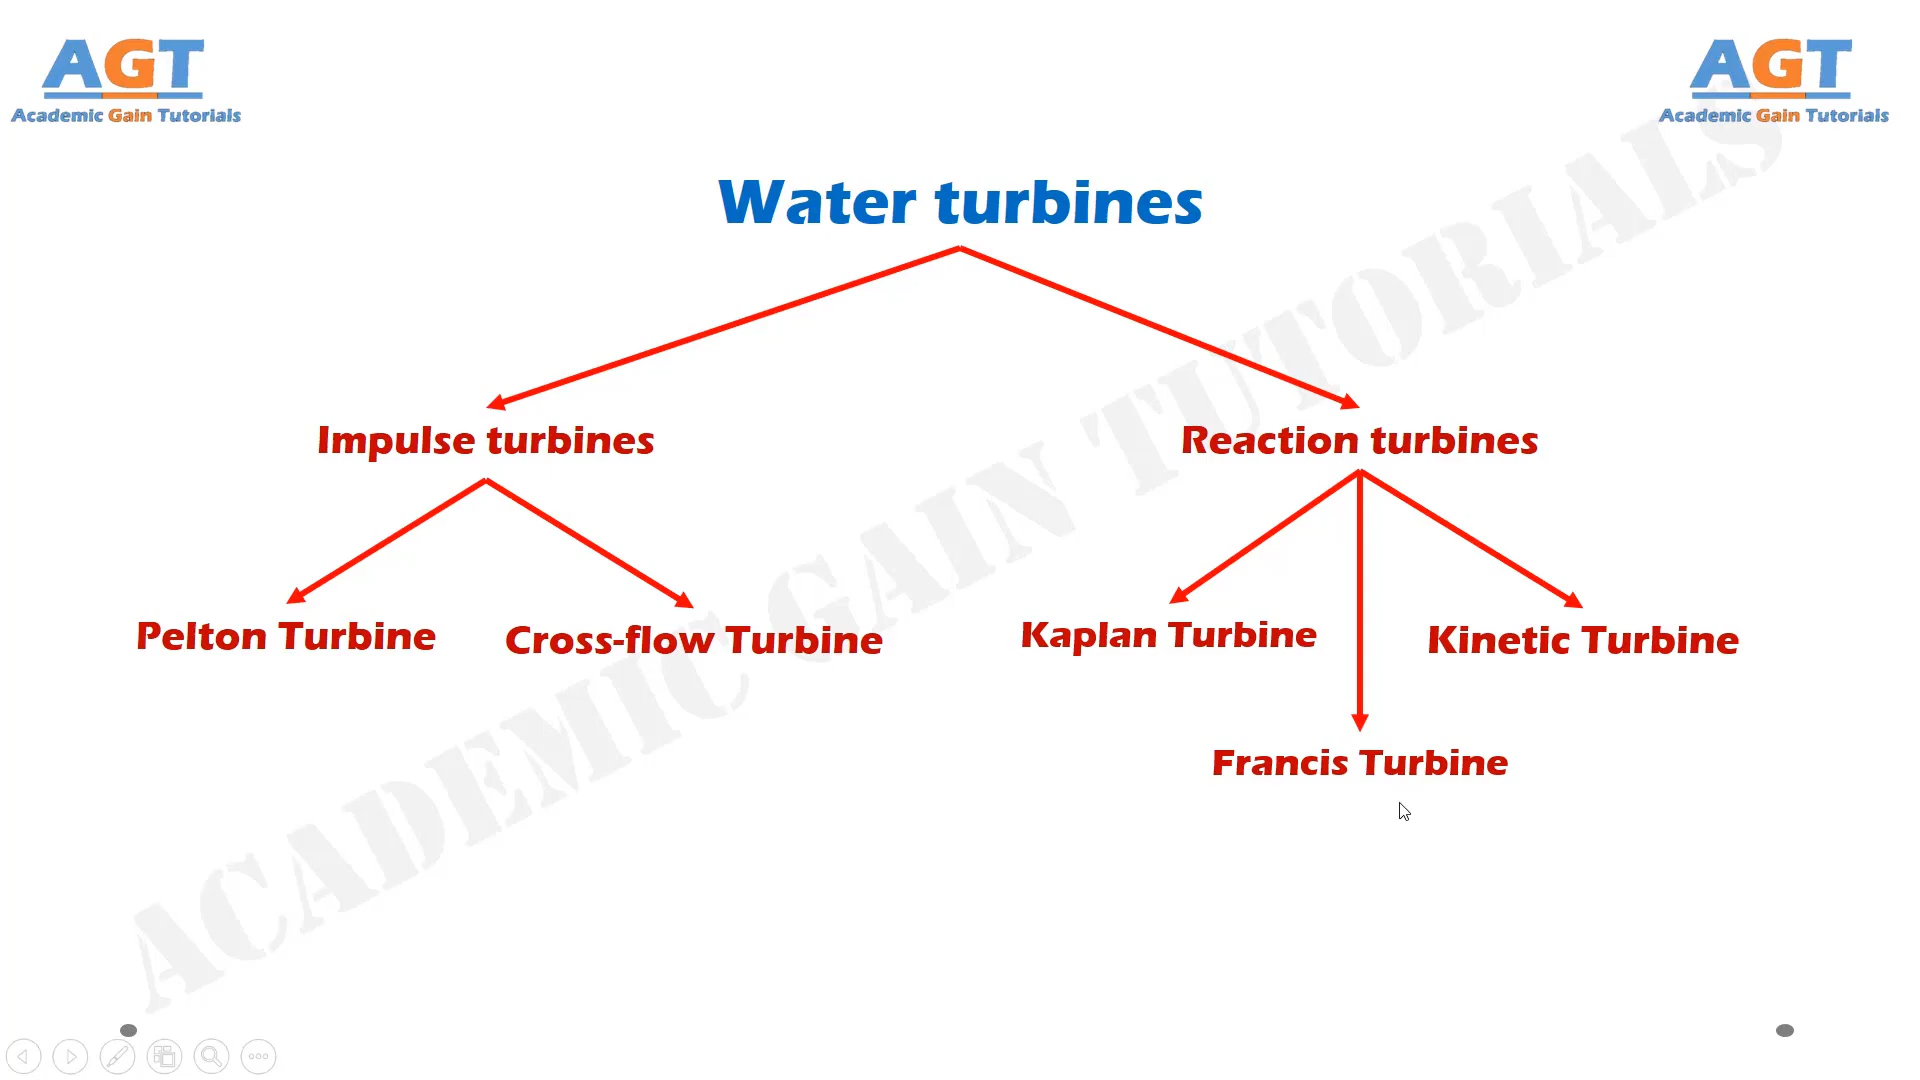 AGT
Academic Gain Tutorials
AGT
Academic Gain Tutorials
Water turbines
Impulse turbines
Reaction turbines
Pelton Turbine
Cross-flow Turbine
Kaplan Turbine
Kinetic Turbine
Francis Turbine
ACADEMIC GAIN TUTORIALS